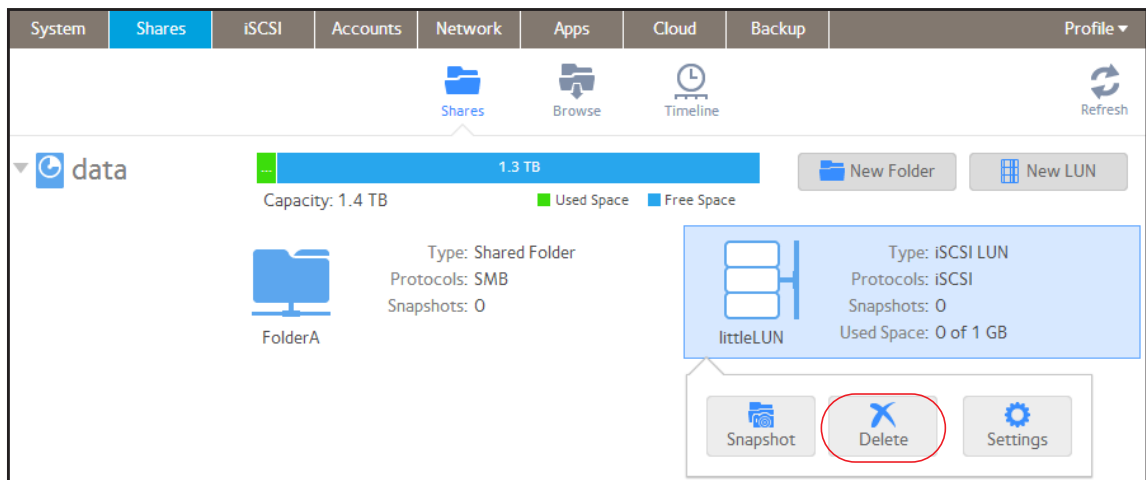 System Shares iSCSI Accounts Network Apps Cloud Backup Profile
Shares Browse Timeline Refresh
data ... 1.3 TB New Folder New LUN
Capacity: 1.4 TB Used Space Free Space
Type: Shared Folder
Protocols: SMB
Snapshots: 0
FolderA
Type: iSCSI LUN
Protocols: iSCSI
Snapshots: 0
Used Space: 0 of 1 GB
littleLUN
Snapshot Delete Settings